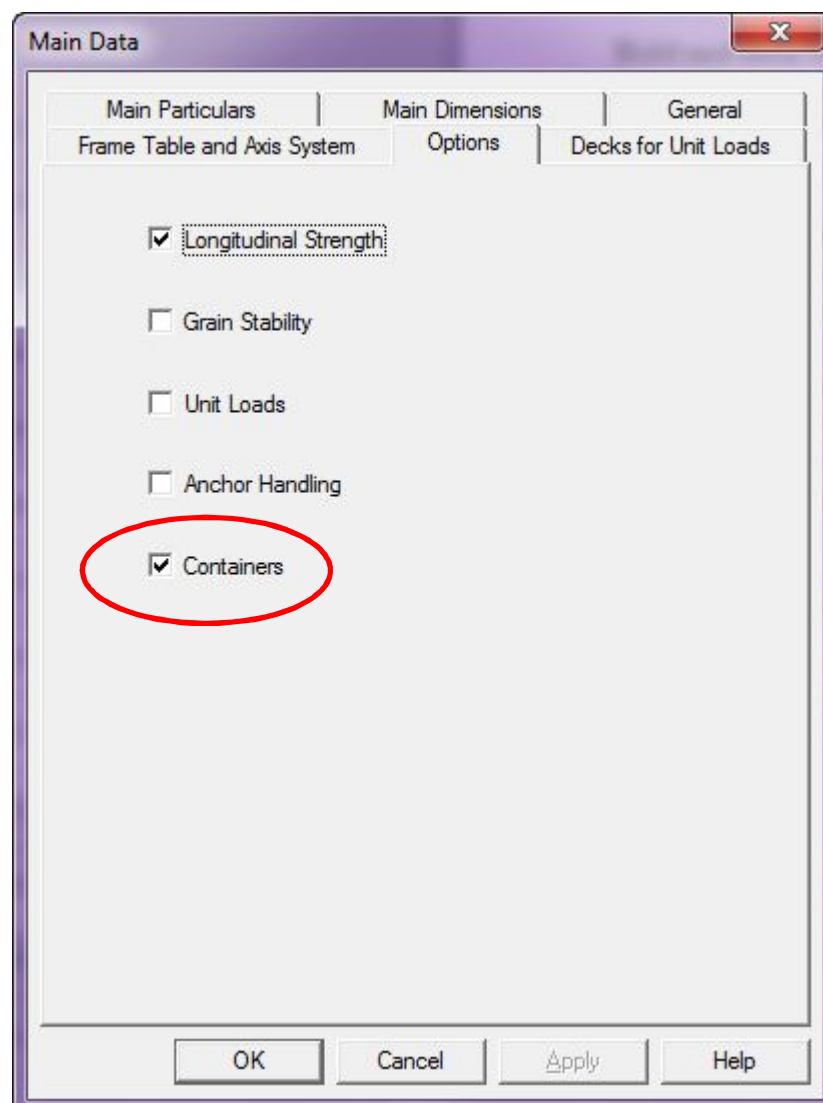 Main Data
Main Particulars Main Dimensions General
Frame Table and Axis System Options Decks for Unit Loads
Longitudinal Strength
Grain Stability
Unit Loads
Anchor Handling
Containers
OK Cancel Apply Help